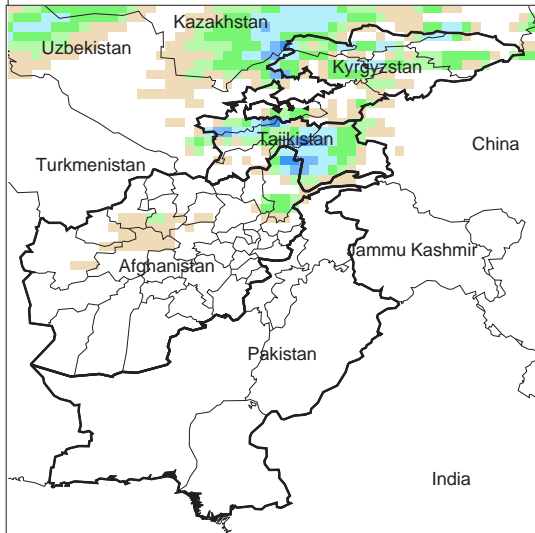 Kazakhstan
Uzbekistan
Kyrgyzstan
Tajikistan
China
Turkmenistan
Jammu Kashmir
Afghanistan
Pakistan
India